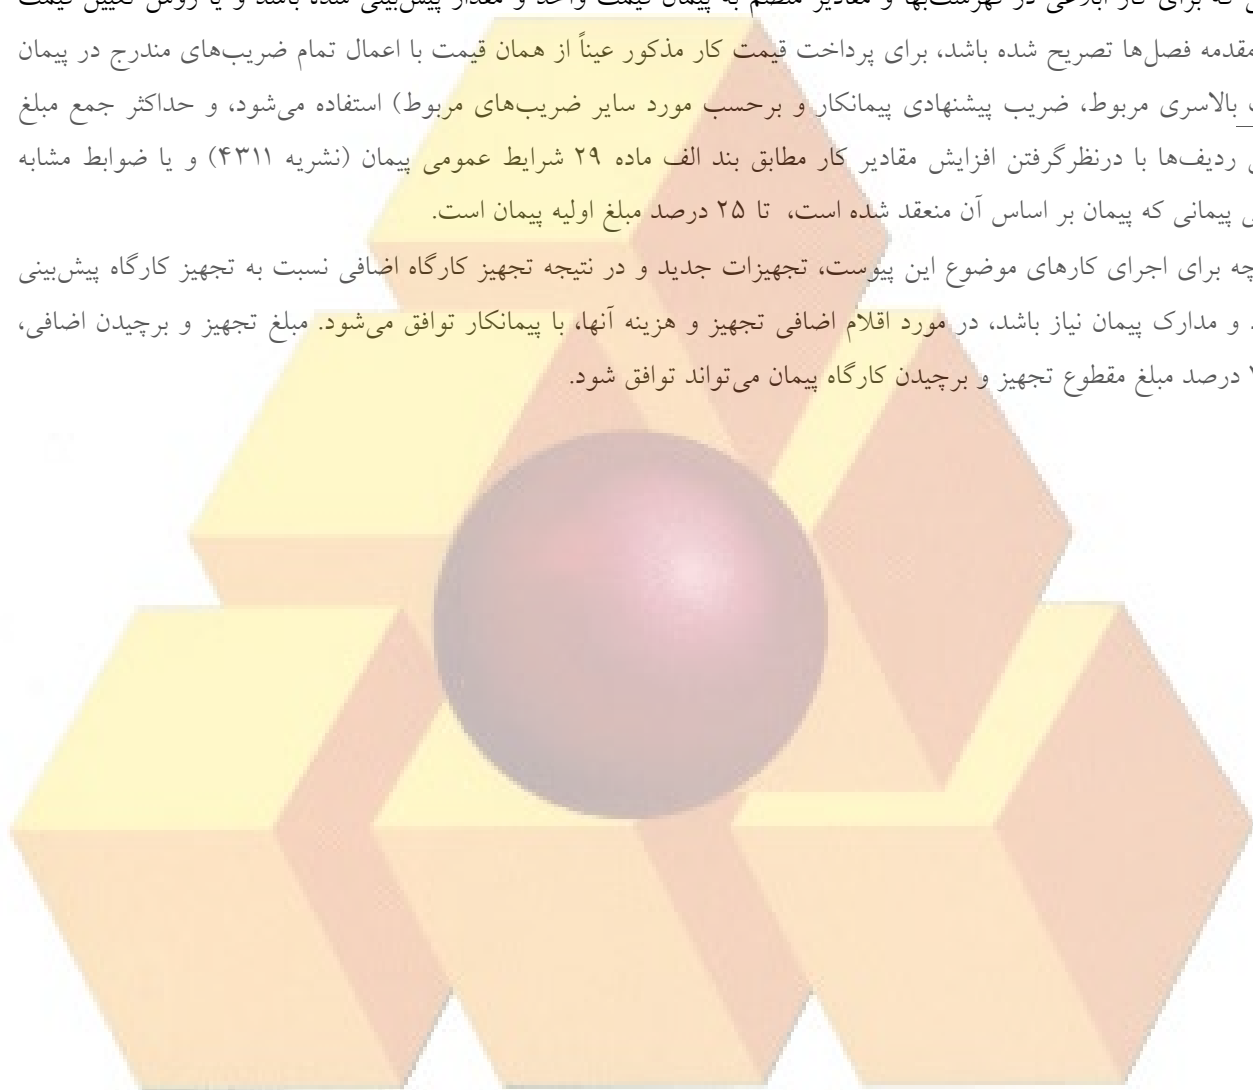 که برای کار ابلاغی در فهرست‌بها و مقادیر منضم به پیمان قیمت واحد و مقدار پیش‌بینی شده باشد و یا روش تعیین قیمت
مقدمه فصل‌ها تصریح شده باشد، برای پرداخت قیمت کار مذکور عیناً از همان قیمت با اعمال تمام ضریب‌های مندرج در پیمان
بالاسری مربوط، ضریب پیشنهادی پیمانکار و برحسب مورد سایر ضریب‌های مربوط) استفاده می‌شود، و حداکثر جمع مبلغ
ردیف‌ها با درنظرگرفتن افزایش مقادیر کار مطابق بند الف ماده ۲۹ شرایط عمومی پیمان (نشریه ۴۳۱۱) و یا ضوابط مشابه
پیمانی که پیمان بر اساس آن منعقد شده است، تا ۲۵ درصد مبلغ اولیه پیمان است.
چه برای اجرای کارهای موضوع این پیوست، تجهیزات جدید و در نتیجه تجهیز کارگاه اضافی نسبت به تجهیز کارگاه پیش‌بینی
و مدارک پیمان نیاز باشد، در مورد اقلام اضافی تجهیز و هزینه آنها، با پیمانکار توافق می‌شود. مبلغ تجهیز و برچیدن اضافی،
درصد مبلغ مقطوع تجهیز و برچیدن کارگاه پیمان می‌تواند توافق شود.